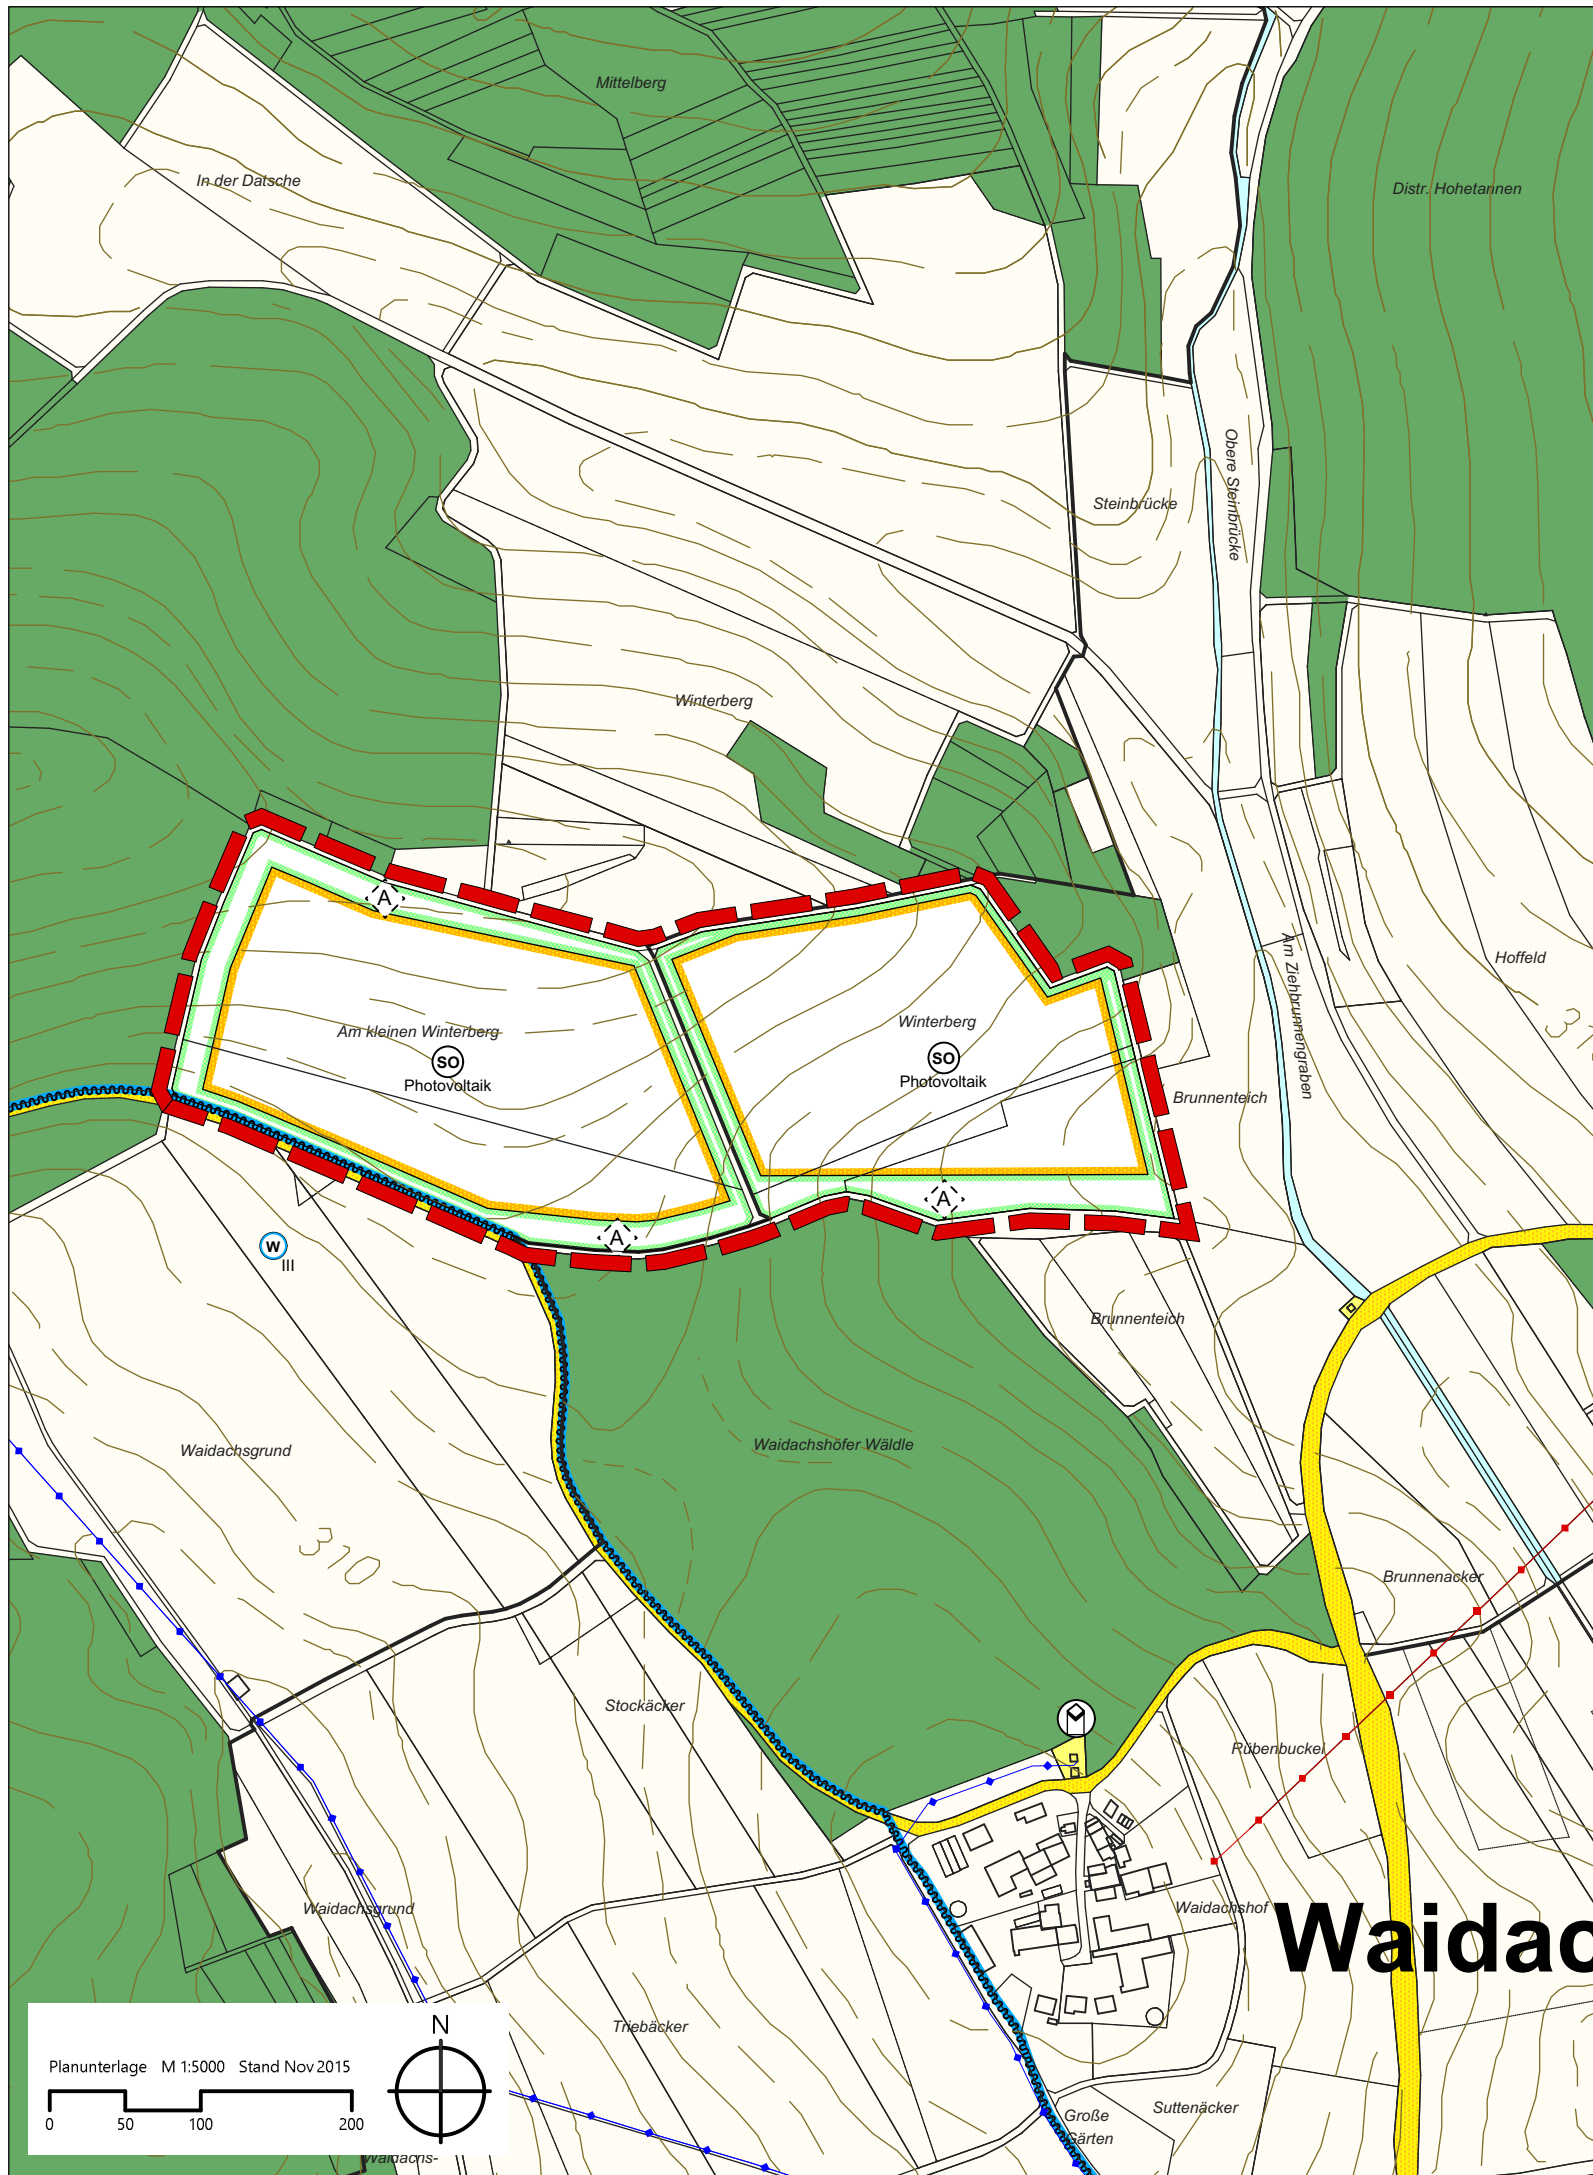 Mittelberg
In der Datsche
Distr. Hohetannen
Obere Steinbrücke
Steinbrücke
Winterberg
A
Am Ziehbrunnengraben
Hoffeld
Am kleinen Winterberg
SO
Photovoltaik
Winterberg
SO
Photovoltaik
Brunnenteich
A
A
W
III
Brunnenteich
Waidachsgrund
Waidachshöfer Wäldle
310
Brunnenacker
Stockäcker
Rübenbuckel
Waidachsgrund
Waidachshof
Waidac
Triebäcker
N
Planunterlage M 1:5000 Stand Nov 2015
0 50 100 200
Große
Gärten
Suttenäcker
Waidachs-